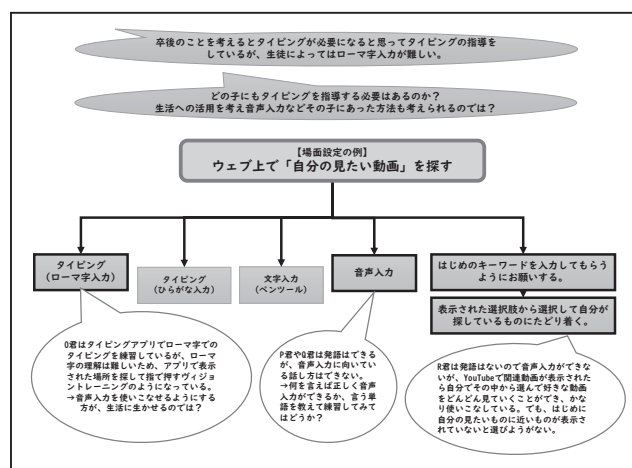 卒後のことを考えるとタイピングが必要になると思ってタイピングの指導を
しているが、生徒によってはローマ字入力が難しい。
どの子にもタイピングを指導する必要はあるのか？
生活への活用を考え音声入力などその子にあった方法も考えられるのでは？
【場面設定の例】
ウェブ上で「自分の見たい動画」を探す
タイピング
（ローマ字入力）
タイピング
（ひらがな入力）
文字入力
（ペンツール）
音声入力
はじめのキーワードを入力してもらう
ようにお願いする。
表示された選択肢から選択して自分が
探しているものにたどり着く。
O君はタイピングアプリでローマ字での
タイピングを練習しているが、ローマ
字の理解は難しいため、アプリで表示
された場所を探して指で押すヴィジョン
トレーニングのようになっている。
→音声入力を使いこなせるようにする
方が、生活に生かせるのでは？
P君やQ君は発語はできる
が、音声入力に向いてい
る話し方はできない。
→何を言えば正しく音声
入力ができるか、言う単
語を教えて練習してみて
はどうか？
R君は発語はないので音声入力ができな
いが、YouTubeで関連動画が表示されたら
その中から選んで好きな動画を
どんどん見ていくことができ、かな
り使いこなしている。でも、はじめに
自分の見たいものに近いものが表示さ
れていないと選びようがない。